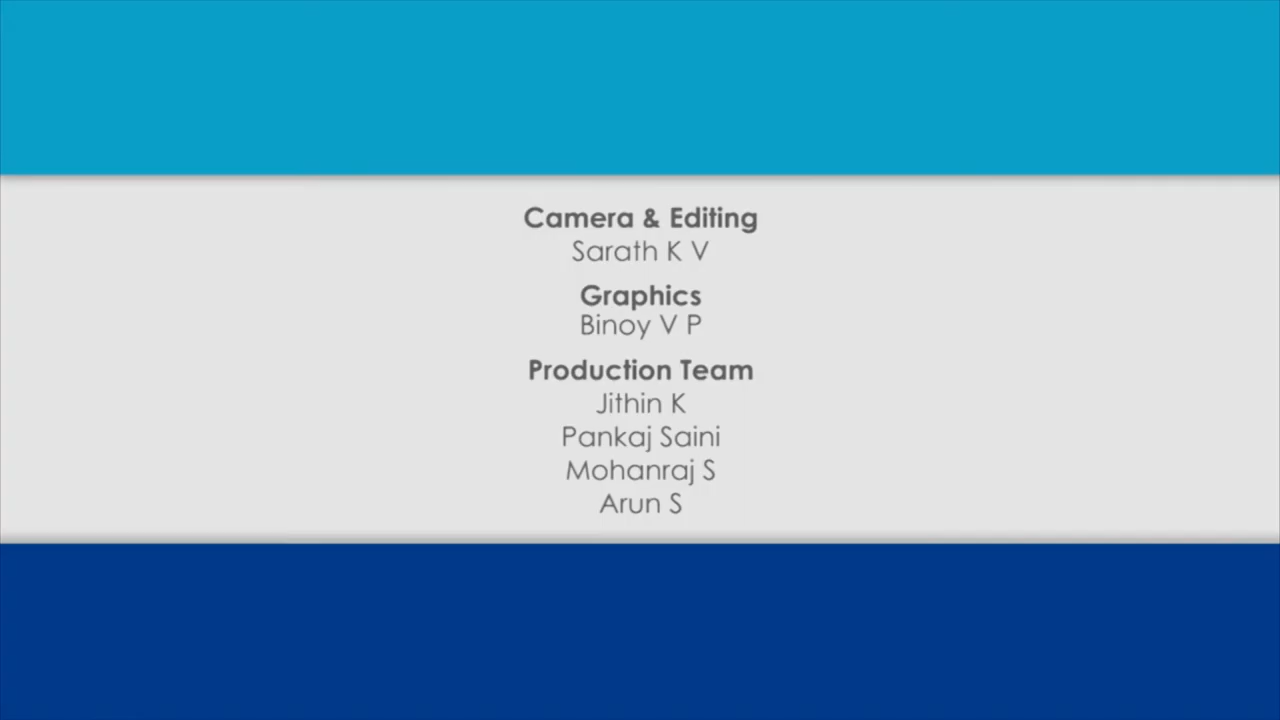 Camera & Editing
Sarath K V
Graphics
Binoy V P
Production Team
Jithin K
Pankaj Saini
Mohanraj S
Arun S